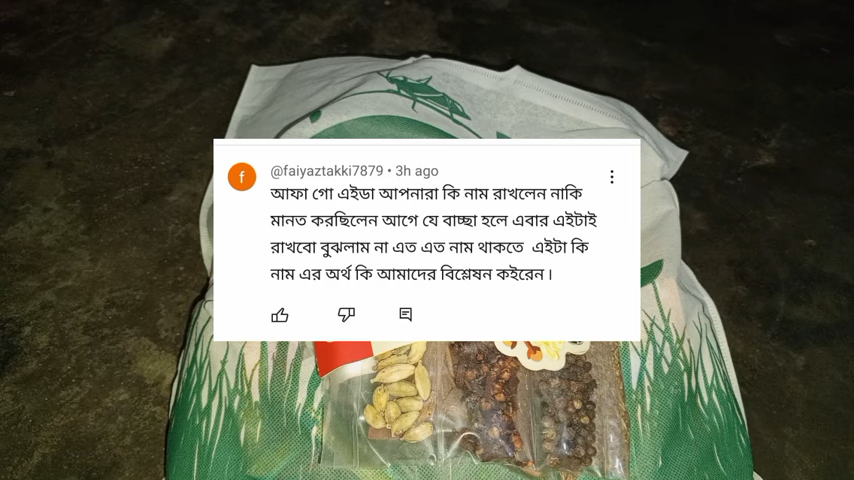 @faiyaztakki7879 • 3h ago
আফা গো এইডা আপনারা কি নাম রাখলেন নাকি
মানত করছিলেন আগে যে বাচ্ছা হলে এবার এইটাই
রাখবো বুঝলাম না এত এত নাম থাকতে এইটা কি
নাম এর অর্থ কি আমাদের বিশ্লেষন কইরেন।